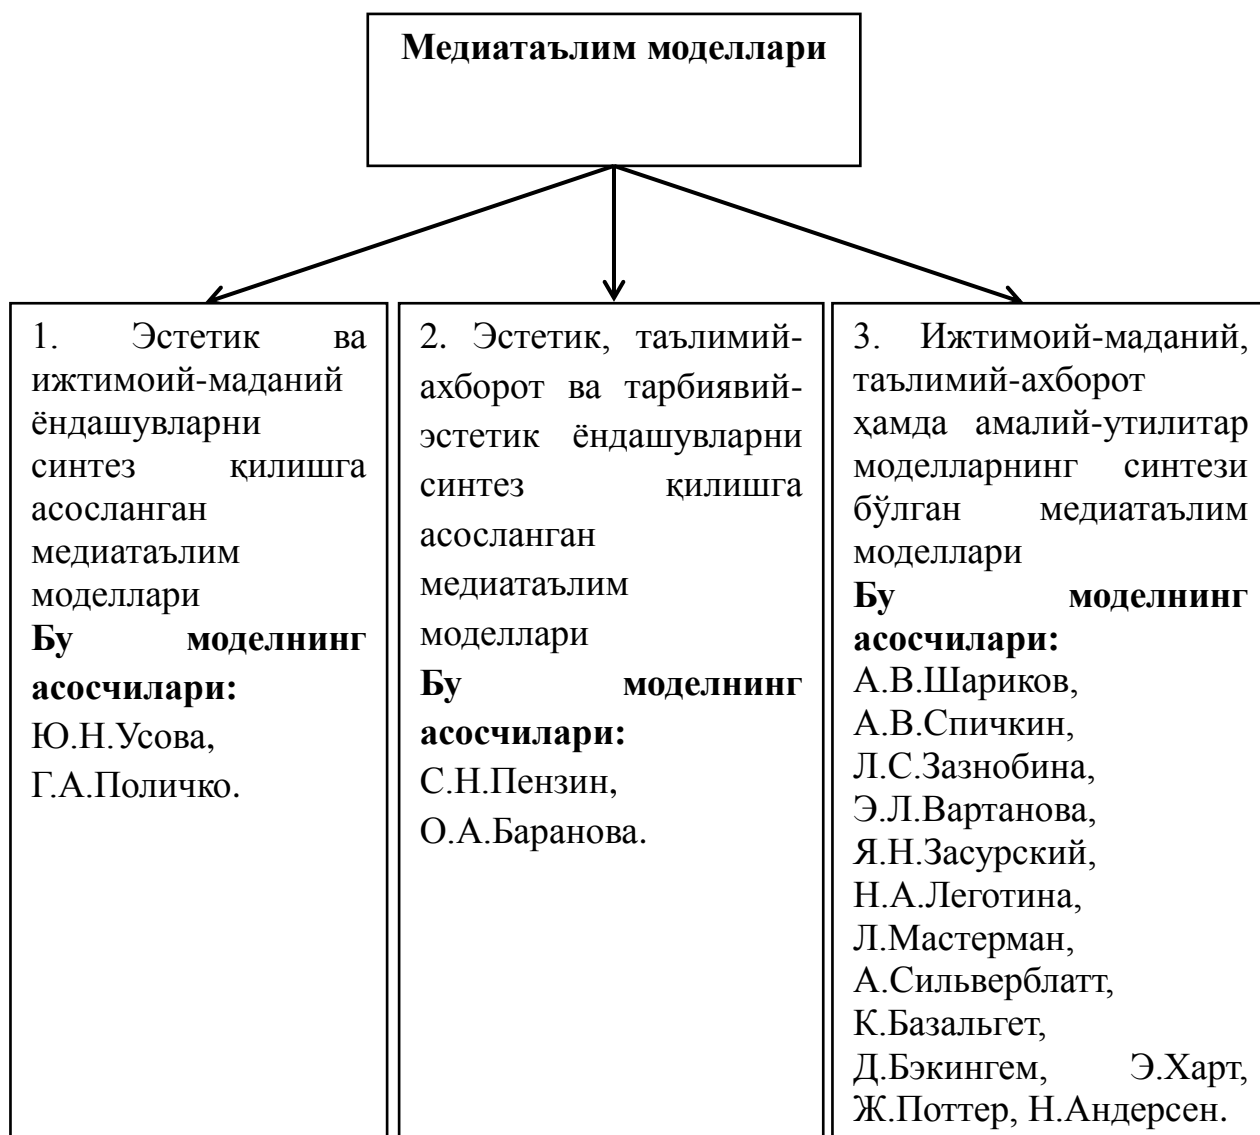 Медиатаълим моделлари
1. Эстетик ва
ижтимоий-маданий
ёндашувларни
синтез қилишга
асосланган
медиатаълим
моделлари
Бу моделнинг
асосчилари:
Ю.Н.Усова,
Г.А.Поличко.
2. Эстетик, таълимий-
ахборот ва тарбиявий-
эстетик ёндашувларни
синтез қилишга
асосланган
медиатаълим
моделлари
Бу моделнинг
асосчилари:
С.Н.Пензин,
О.А.Баранова.
3. Ижтимоий-маданий,
таълимий-ахборот
ҳамда амалий-утилитар
моделларнинг синтези
бўлган медиатаълим
моделлари
Бу моделнинг
асосчилари:
А.В.Шариков,
А.В.Спичкин,
Л.С.Зазнобина,
Э.Л.Вартанова,
Я.Н.Засурский,
Н.А.Леготина,
Л.Мастерман,
А.Сильверблатт,
К.Базальгет,
Д.Бэкингем, Э.Харт,
Ж.Поттер, Н.Андерсен.